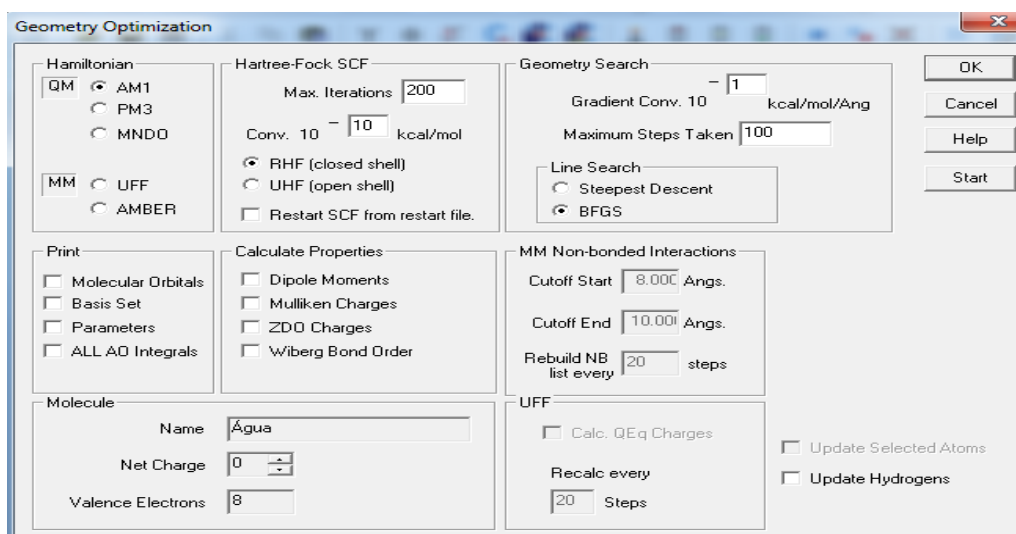 Geometry Optimization
Hamiltonian
QM AM1
PM3
MNDO
MM UFF
AMBER
Hartree-Fock SCF
Max. Iterations 200
Conv. 10 - 10 kcal/mol
RHF (closed shell)
UHF (open shell)
Restart SCF from restart file.
Geometry Search
Gradient Conv. 10 - 1 kcal/mol/Ang
Maximum Steps Taken 100
Line Search
Steepest Descent
BFGS
OK
Cancel
Help
Start
Print
Molecular Orbitals
Basis Set
Parameters
ALL AO Integrals
Calculate Properties
Dipole Moments
Mulliken Charges
ZDO Charges
Wiberg Bond Order
MM Non-bonded Interactions
Cutoff Start 8.000 Angs.
Cutoff End 10.00 Angs.
Rebuild NB
list every 20 steps
Molecule
Name Água
Net Charge 0
Valence Electrons 8
UFF
Calc. QEq Charges
Recalc every
20 Steps
Update Selected Atoms
Update Hydrogens